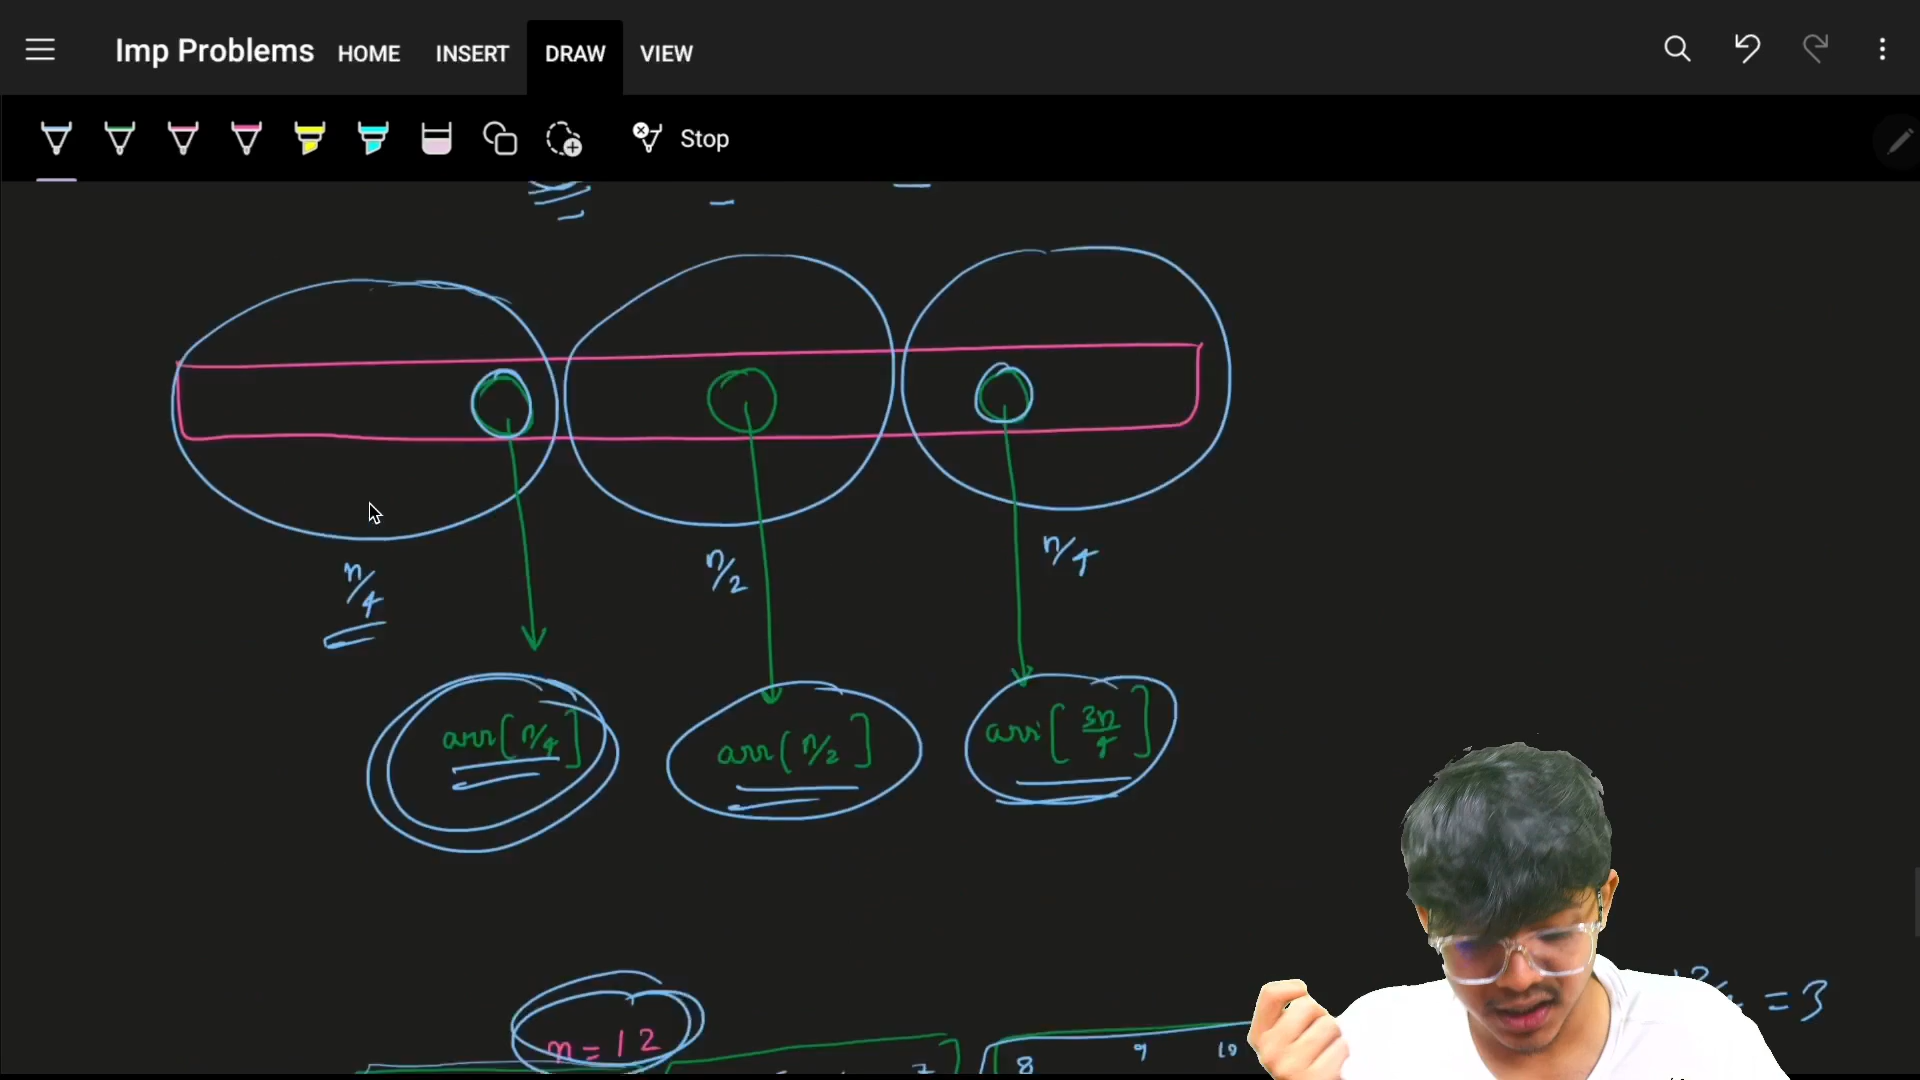 Imp Problems HOME INSERT DRAW VIEW
Stop
n/4
n/2
n/4
arr[n/4]
arr[n/2]
arr[3n/4]
n=12
= 3
8 9 10
7